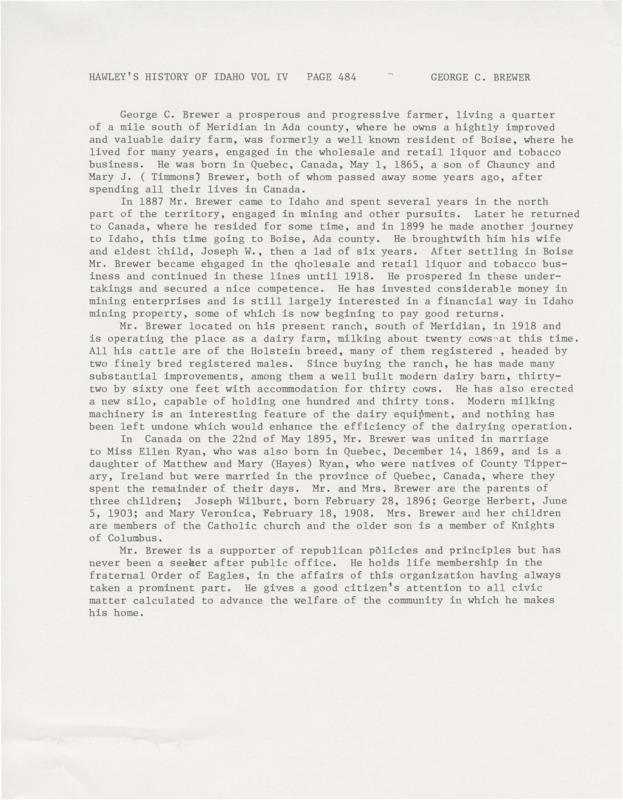 HAWLEY'S HISTORY OF IDAHO VOL IV PAGE 484 GEORGE C. BREWER
George C. Brewer a prosperous and progressive farmer, living a quarter
of a mile south of Meridian in Ada county, where he owns a hightly improved
and valuable dairy farm, was formerly a well known resident of Boise, where he
lived for many years, engaged in the wholesale and retail liquor and tobacco
business. He was born in Quebec, Canada, May 1, 1865, a son of Chauncy and
Mary J. ( Timmons) Brewer, both of whom passed away some years ago, after
spending all their lives in Canada.
In 1887 Mr. Brewer came to Idaho and spent several years in the north
part of the territory, engaged in mining and other pursuits. Later he returned
to Canada, where he resided for some time, and in 1899 he made another journey
to Idaho, this time going to Boise, Ada county. He broughtwith him his wife
and eldest child, Joseph W., then a lad of six years. After settling in Boise
Mr. Brewer became ehgaged in the qholesale and retail liquor and tobacco bus-
iness and continued in these lines until 1918. He prospered in these under-
takings and secured a nice competence. He has invested considerable money in
mining enterprises and is still largely interested in a financial way in Idaho
mining property, some of which is now begining to pay good returns.
Mr. Brewer located on his present ranch, south of Meridian, in 1918 and
is operating the place as a dairy farm, milking about twenty cows at this time.
All his cattle are of the Holstein breed, many of them registered , headed by
two finely bred registered males. Since buying the ranch, he has made many
substantial improvements, among them a well built modern dairy barn, thirty-
two by sixty one feet with accommodation for thirty cows. He has also erected
a new silo, capable of holding one hundred and thirty tons. Modern milking
machinery is an interesting feature of the dairy equipment, and nothing has
been left undone which would enhance the efficiency of the dairying operation.
In Canada on the 22nd of May 1895, Mr. Brewer was united in marriage
to Miss Ellen Ryan, who was also born in Quebec, December 14, 1869, and is a
daughter of Matthew and Mary (Hayes) Ryan, who were natives of County Tipper-
ary, Ireland but were married in the province of Quebec, Canada, where they
spent the remainder of their days. Mr. and Mrs. Brewer are the parents of
three children; Joseph Wilburt, born February 28, 1896; George Herbert, June
5, 1903; and Mary Veronica, February 18, 1908. Mrs. Brewer and her children
are members of the Catholic church and the older son is a member of Knights
of Columbus.
Mr. Brewer is a supporter of republican policies and principles but has
never been a seeker after public office. He holds life membership in the
fraternal Order of Eagles, in the affairs of this organization having always
taken a prominent part. He gives a good citizen's attention to all civic
matter calculated to advance the welfare of the community in which he makes
his home.